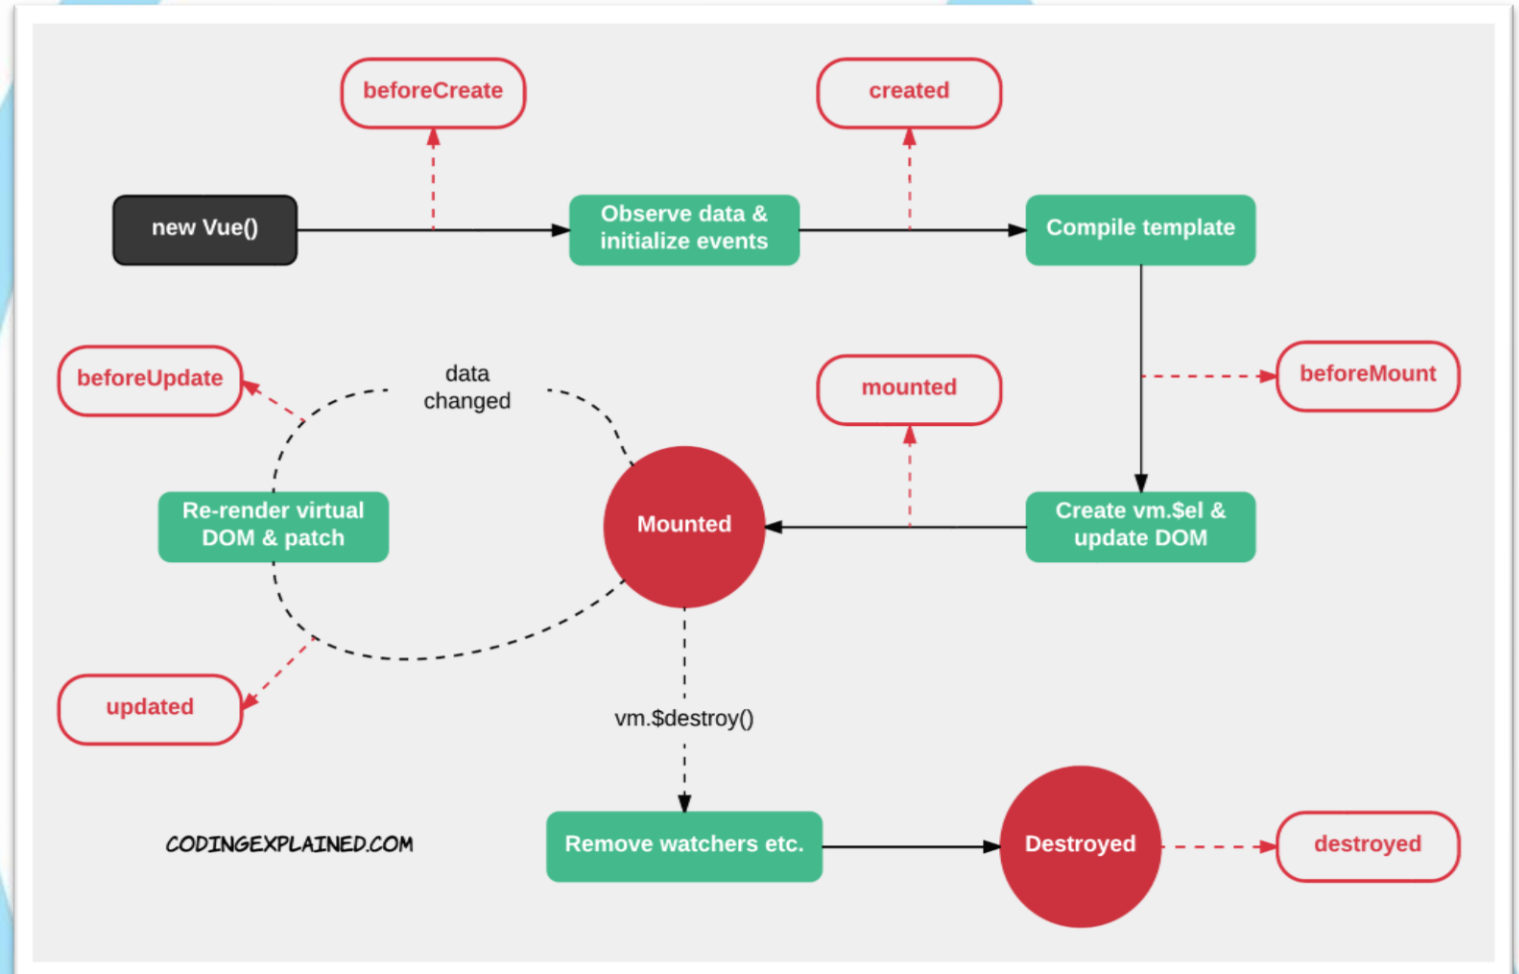 beforeCreate
created
new Vue()
Observe data &
initialize events
Compile template
beforeUpdate
data
changed
mounted
beforeMount
Re-render virtual
DOM & patch
Mounted
Create vm.$el &
update DOM
updated
vm.$destroy()
CODINGEXPLAINED.COM
Remove watchers etc.
Destroyed
destroyed